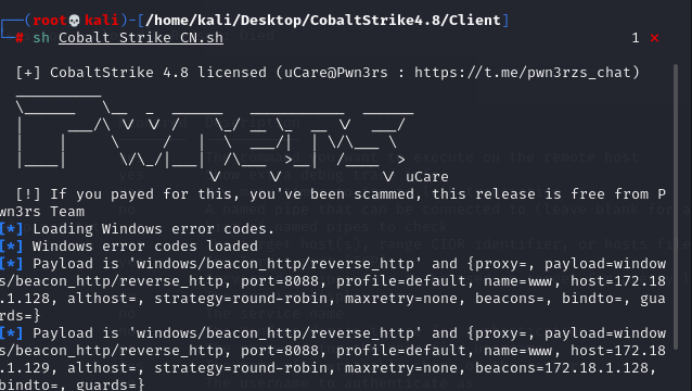 ┌──(root💀kali)-[/home/kali/Desktop/CobaltStrike4.8/Client]
└─# sh Cobalt_Strike_CN.sh 1 ⨯
[+] CobaltStrike 4.8 licensed (uCare@Pwn3rs : https://t.me/pwn3rzs_chat)
Pwn3rs
uCare
[!] If you payed for this, you've been scammed, this release is free from P
wn3rs Team
[*] Loading Windows error codes.
[*] Windows error codes loaded
[*] Payload is 'windows/beacon_http/reverse_http' and {proxy=, payload=window
s/beacon_http/reverse_http, port=8088, profile=default, name=www, host=172.18
.1.128, althost=, strategy=round-robin, maxretry=none, beacons=, bindto=, gua
rds=}
[*] Payload is 'windows/beacon_http/reverse_http' and {proxy=, payload=window
s/beacon_http/reverse_http, port=8088, profile=default, name=www, host=172.18
.1.129, althost=, strategy=round-robin, maxretry=none, beacons=172.18.1.128,
bindto=, guards=}